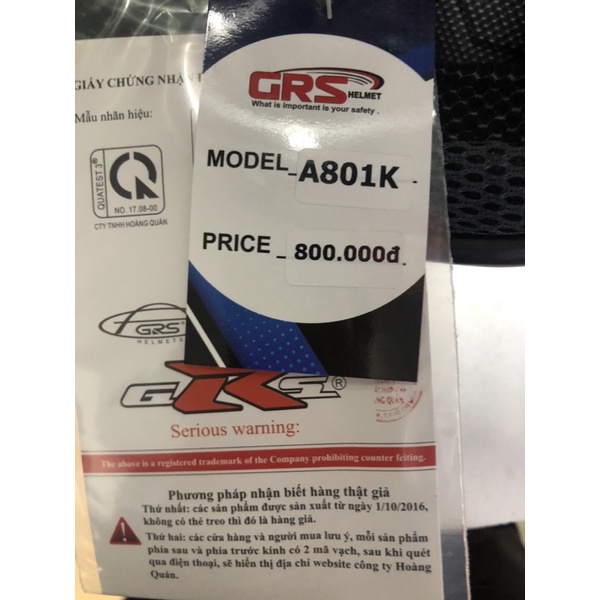 GIẤY CHỨNG NHẬN
Mẫu nhãn hiệu:
QUATEST 3®
NO. 17.08-00
CTY TNHH HOÀNG QUÂN
GRS HELMET
What is important is your safety .
MODEL A801K
PRICE 800.000đ
GRS®
HELMETS
GRS®
NG QUÂN
Serious warning:
The above is a registered trademark of the Company prohibiting counter feiting.
Phương pháp nhận biết hàng thật giả
Thứ nhất: các sản phẩm được sản xuất từ ngày 1/10/2016,
không có thẻ treo thì đó là hàng giả.
Thứ hai: các cửa hàng và người mua lưu ý, mỗi sản phẩm
phía sau và phía trước kính có 2 mã vạch, sau khi quét
qua điện thoại, sẽ hiển thị địa chỉ website công ty Hoàng
Quân.